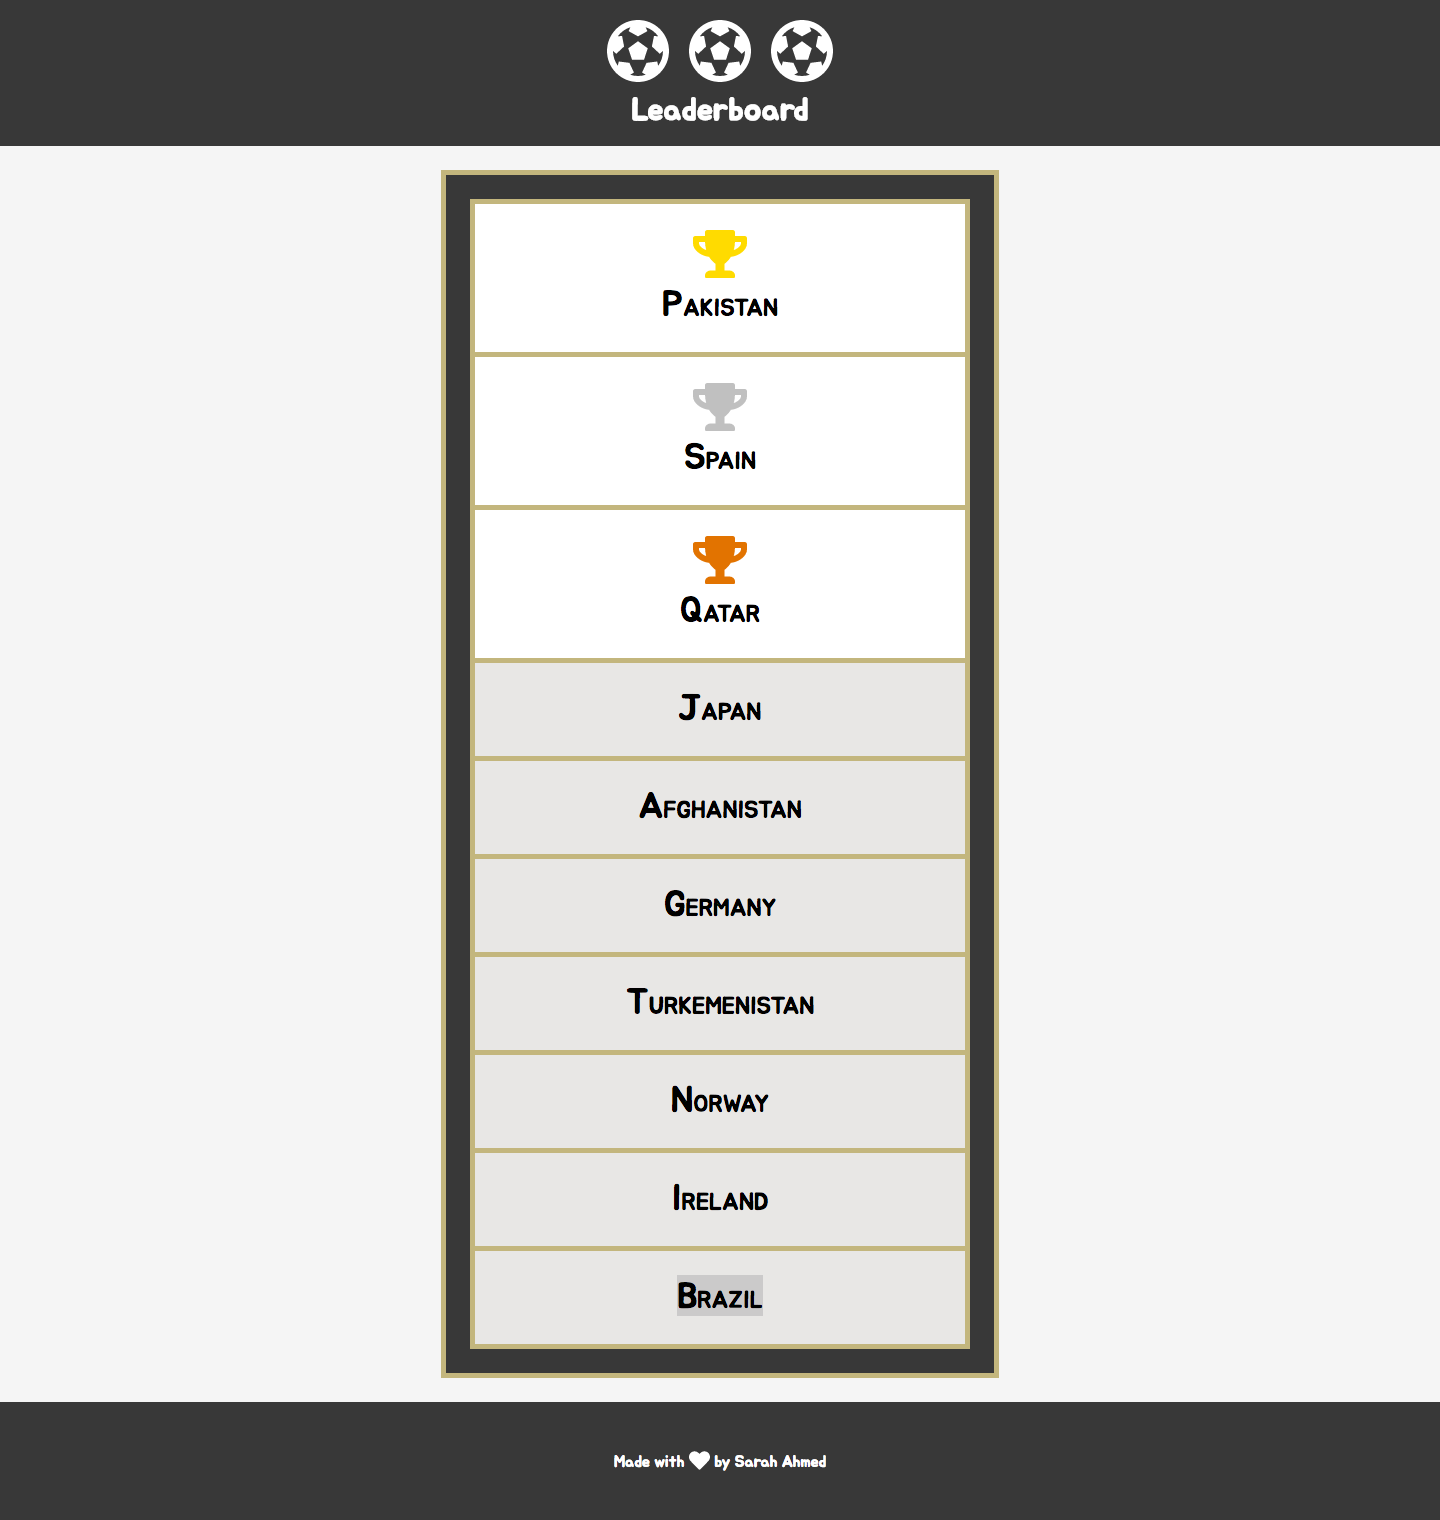 Leaderboard
Pakistan
Spain
Qatar
Japan
Afghanistan
Germany
Turkemenistan
Norway
Ireland
Brazil
Made with by Sarah Ahmed